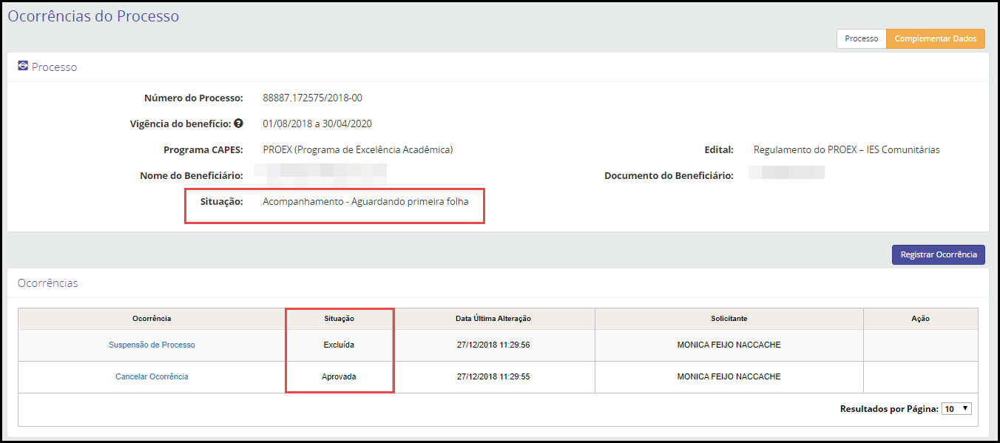 Ocorrências do Processo
Processo Complementar Dados
Processo
Número do Processo: 88887.172575/2018-00
Vigência do benefício: 01/08/2018 a 30/04/2020
Programa CAPES: PROEX (Programa de Excelência Acadêmica) Edital: Regulamento do PROEX – IES Comunitárias
Nome do Beneficiário: Documento do Beneficiário:
Situação: Acompanhamento - Aguardando primeira folha
Registrar Ocorrência
Ocorrências
Ocorrência Situação Data Última Alteração Solicitante Ação
Suspensão de Processo Excluída 27/12/2018 11:29:56 MONICA FEIJO NACCACHE
Cancelar Ocorrência Aprovada 27/12/2018 11:29:55 MONICA FEIJO NACCACHE
Resultados por Página: 10